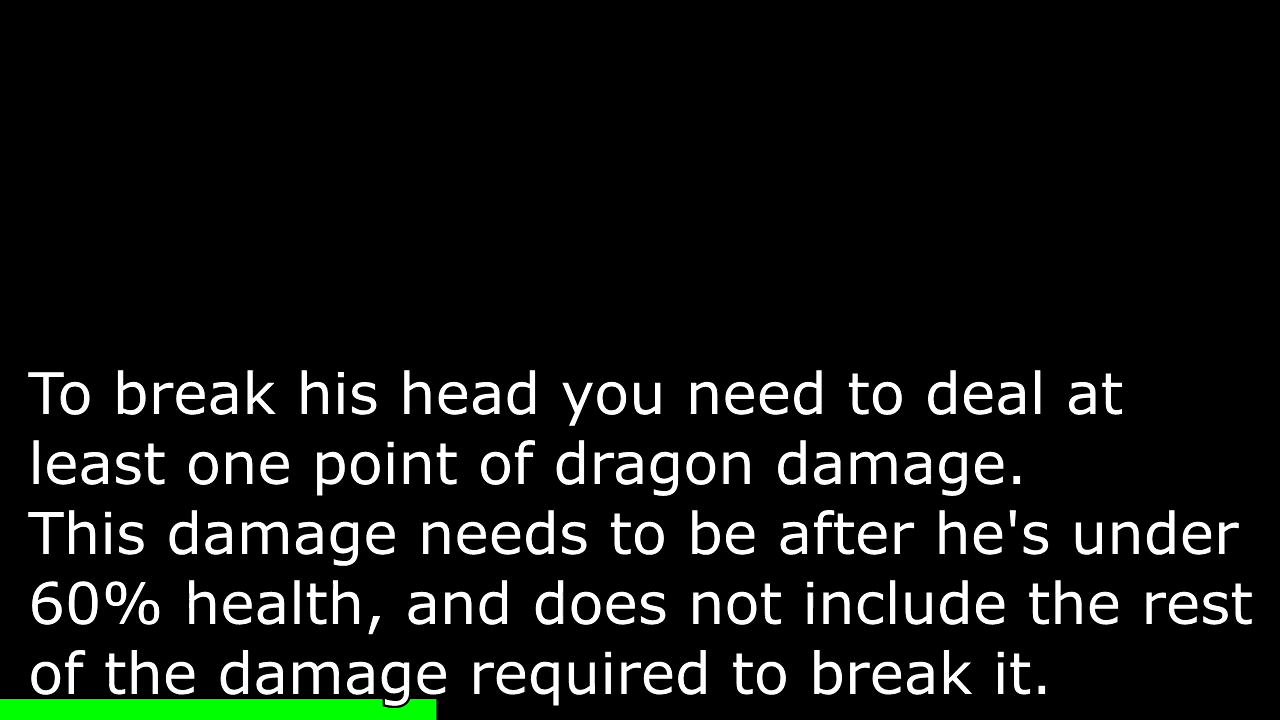 To break his head you need to deal at
least one point of dragon damage.
This damage needs to be after he's under
60% health, and does not include the rest
of the damage required to break it.